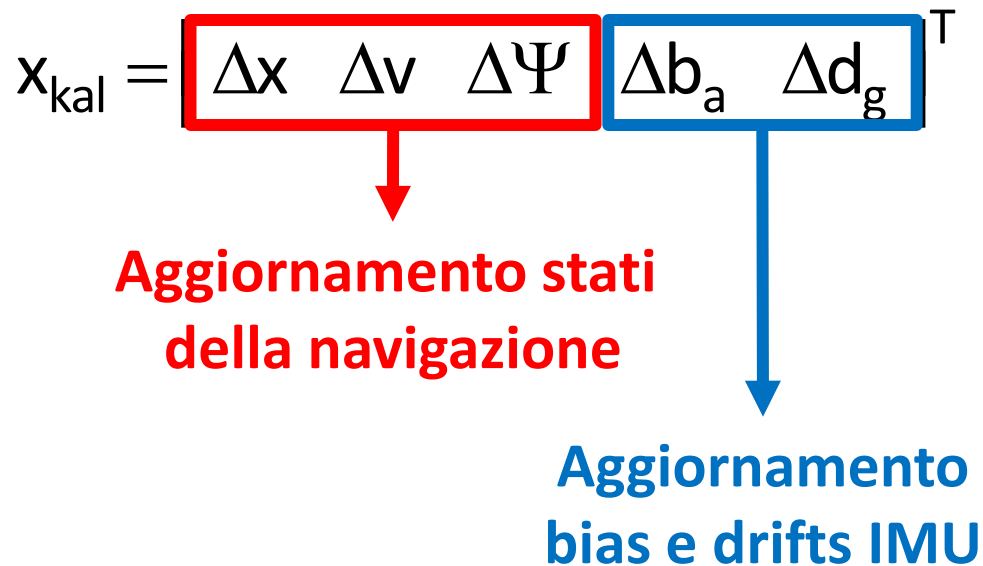 x_kal = [Δx Δv ΔΨ Δb_a Δd_g]^T
Aggiornamento stati
della navigazione
Aggiornamento
bias e drifts IMU